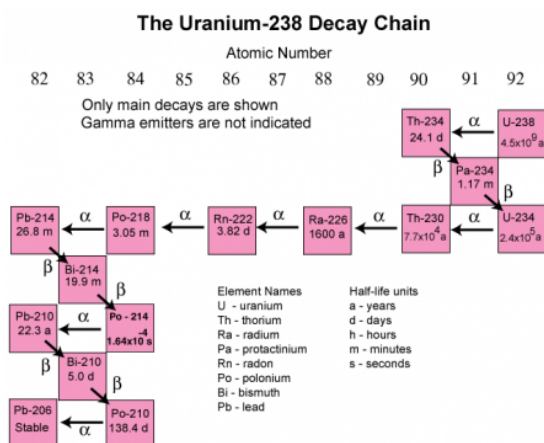 The Uranium-238 Decay Chain
Atomic Number
82 83 84 85 86 87 88 89 90 91 92
Only main decays are shown
Gamma emitters are not indicated
Th-234
24.1 d
α
U-238
4.5x10⁹a
β
Pa-234
1.17 m
β
Pb-214
26.8 m
α
Po-218
3.05 m
α
Rn-222
3.82 d
α
Ra-226
1600 a
α
Th-230
7.7x10⁴a
α
U-234
2.4x10⁵a
β
Bi-214
19.9 m
β
Pb-210
22.3 a
α
Po - 214
-4
1.64x10 s
β
Bi-210
5.0 d
β
Pb-206
Stable
α
Po-210
138.4 d
Element Names
U - uranium
Th - thorium
Ra - radium
Pa - protactinium
Rn - radon
Po - polonium
Bi - bismuth
Pb - lead
Half-life units
a - years
d - days
h - hours
m - minutes
s - seconds